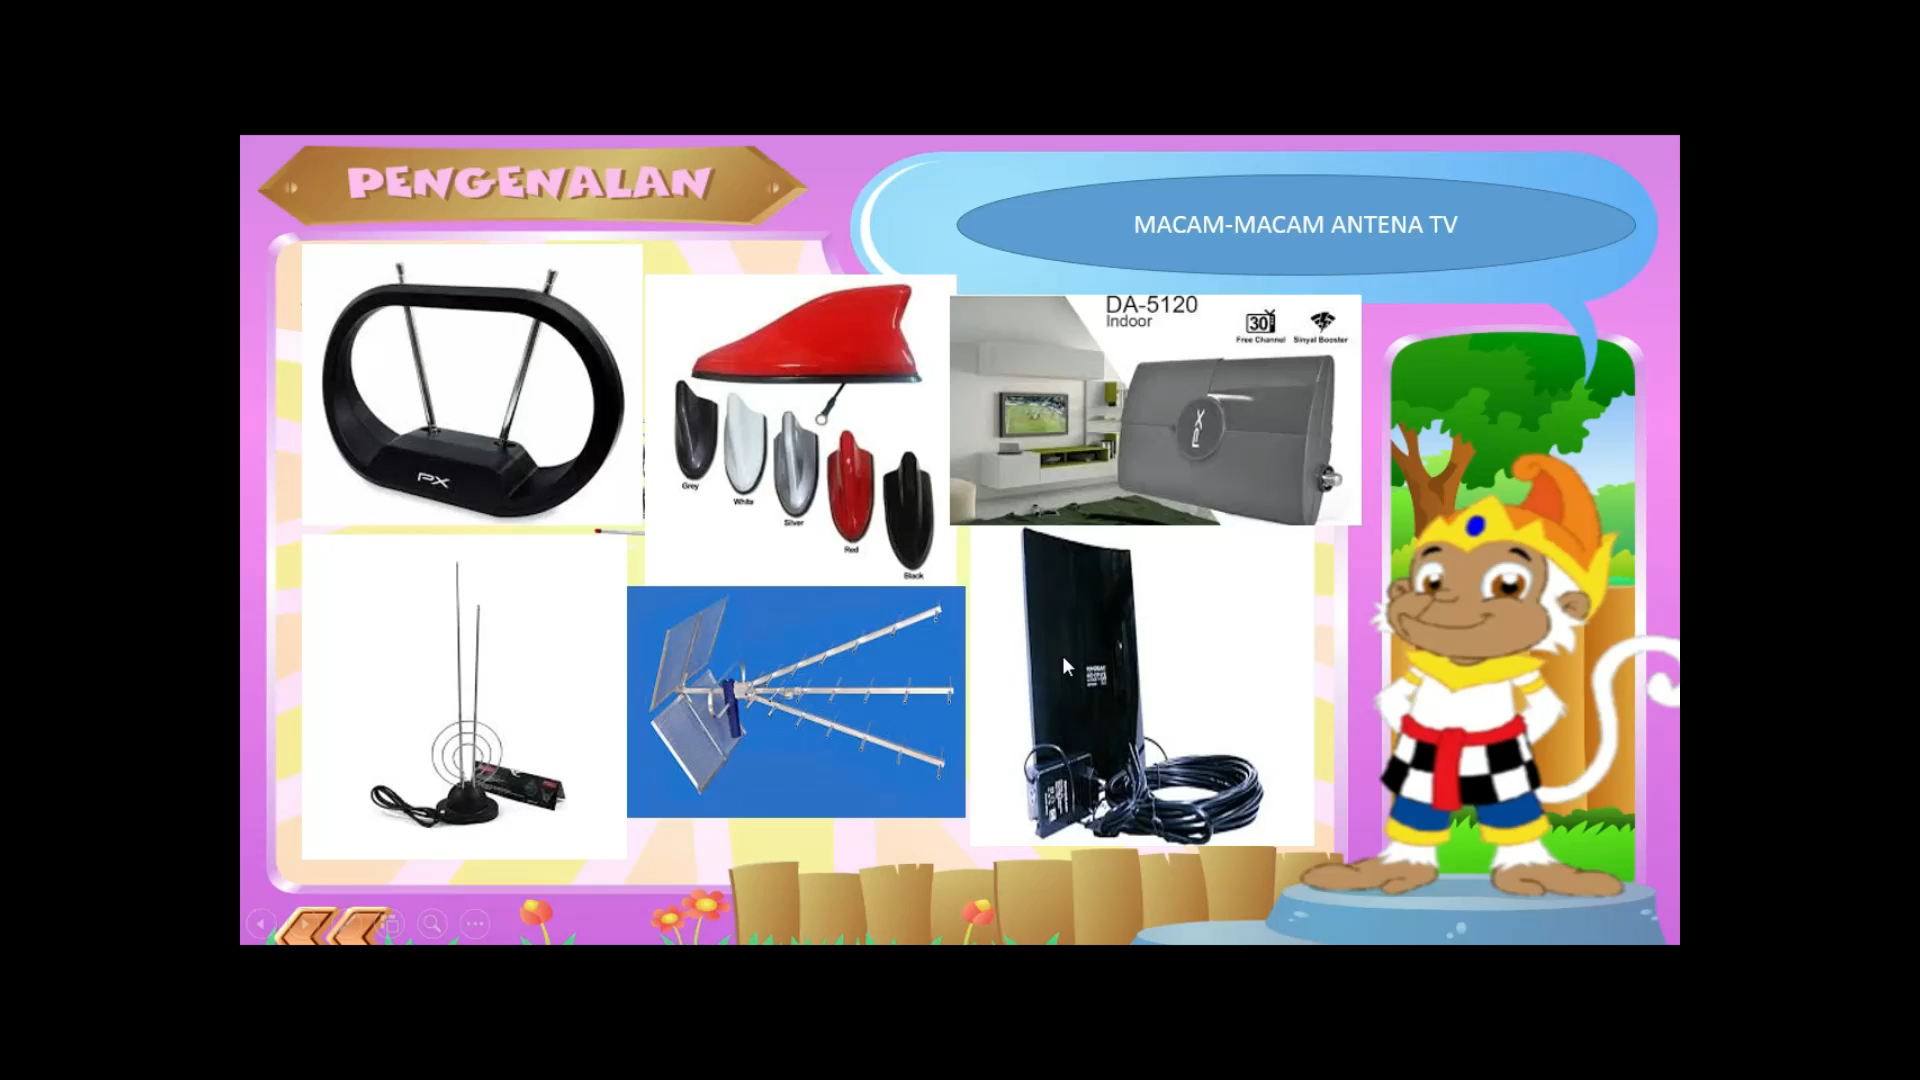 PENGENALAN
MACAM-MACAM ANTENA TV
PX
Grey
White
Silver
Red
Black
DA-5120
Indoor
30
Free Channel
Sinyal Booster
PX